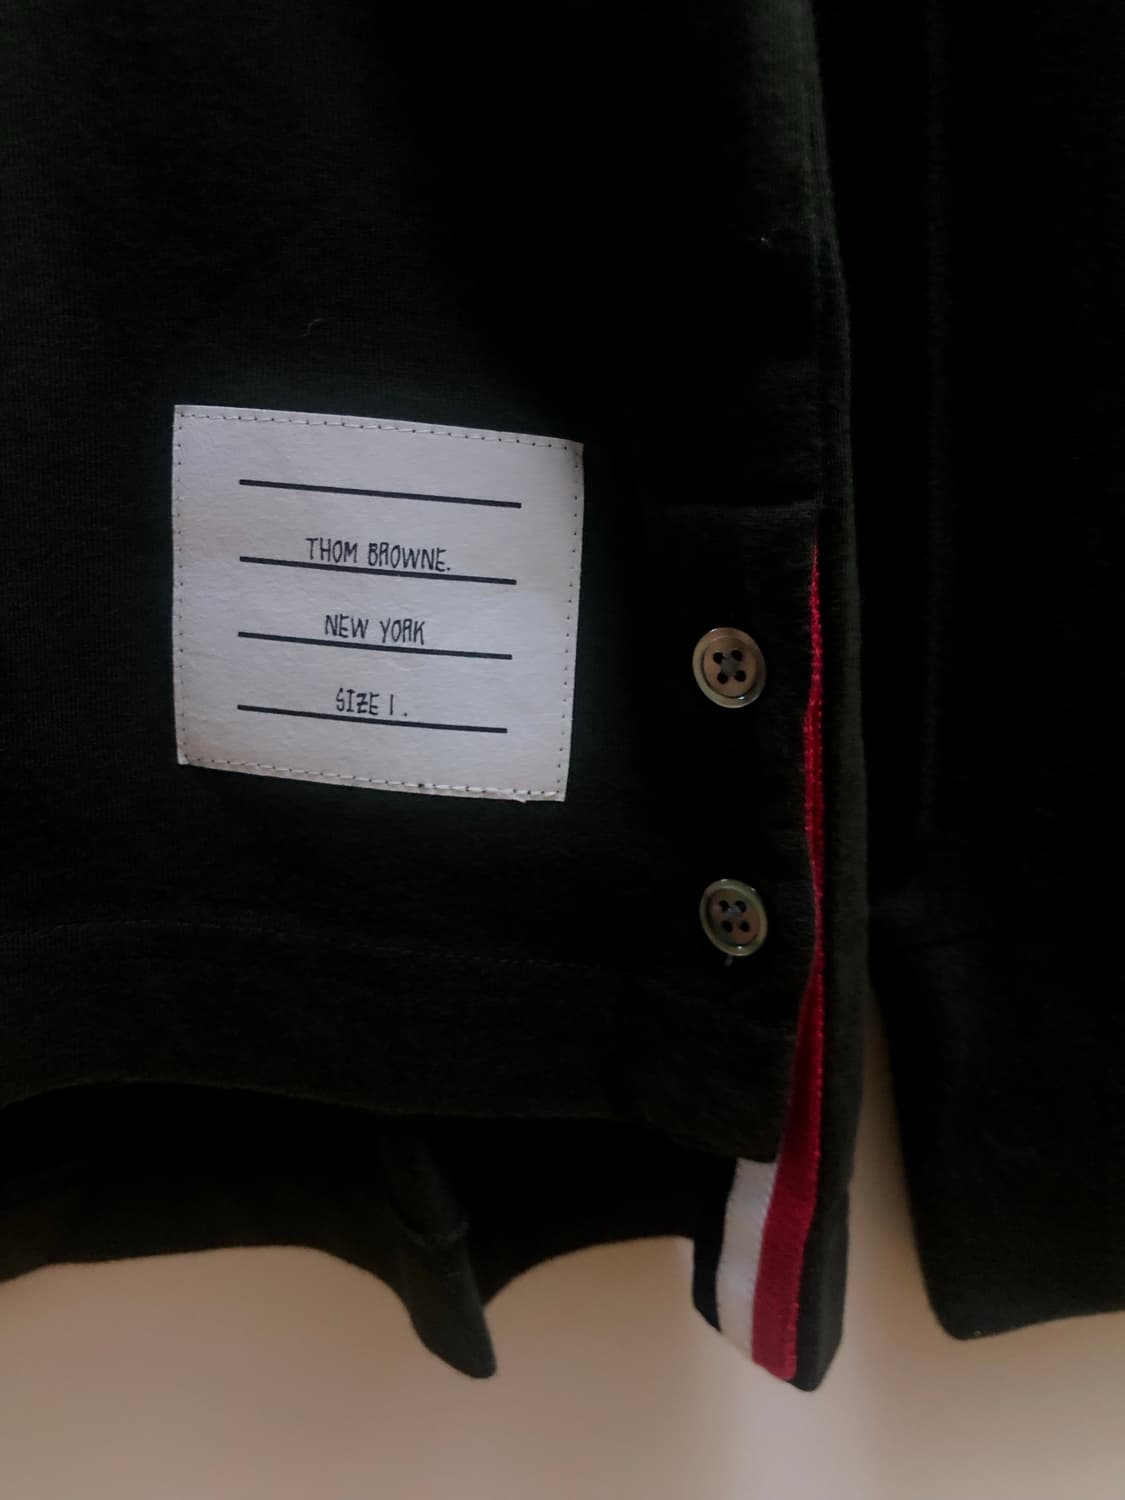 THOM BROWNE.
NEW YORK
SIZE 1.